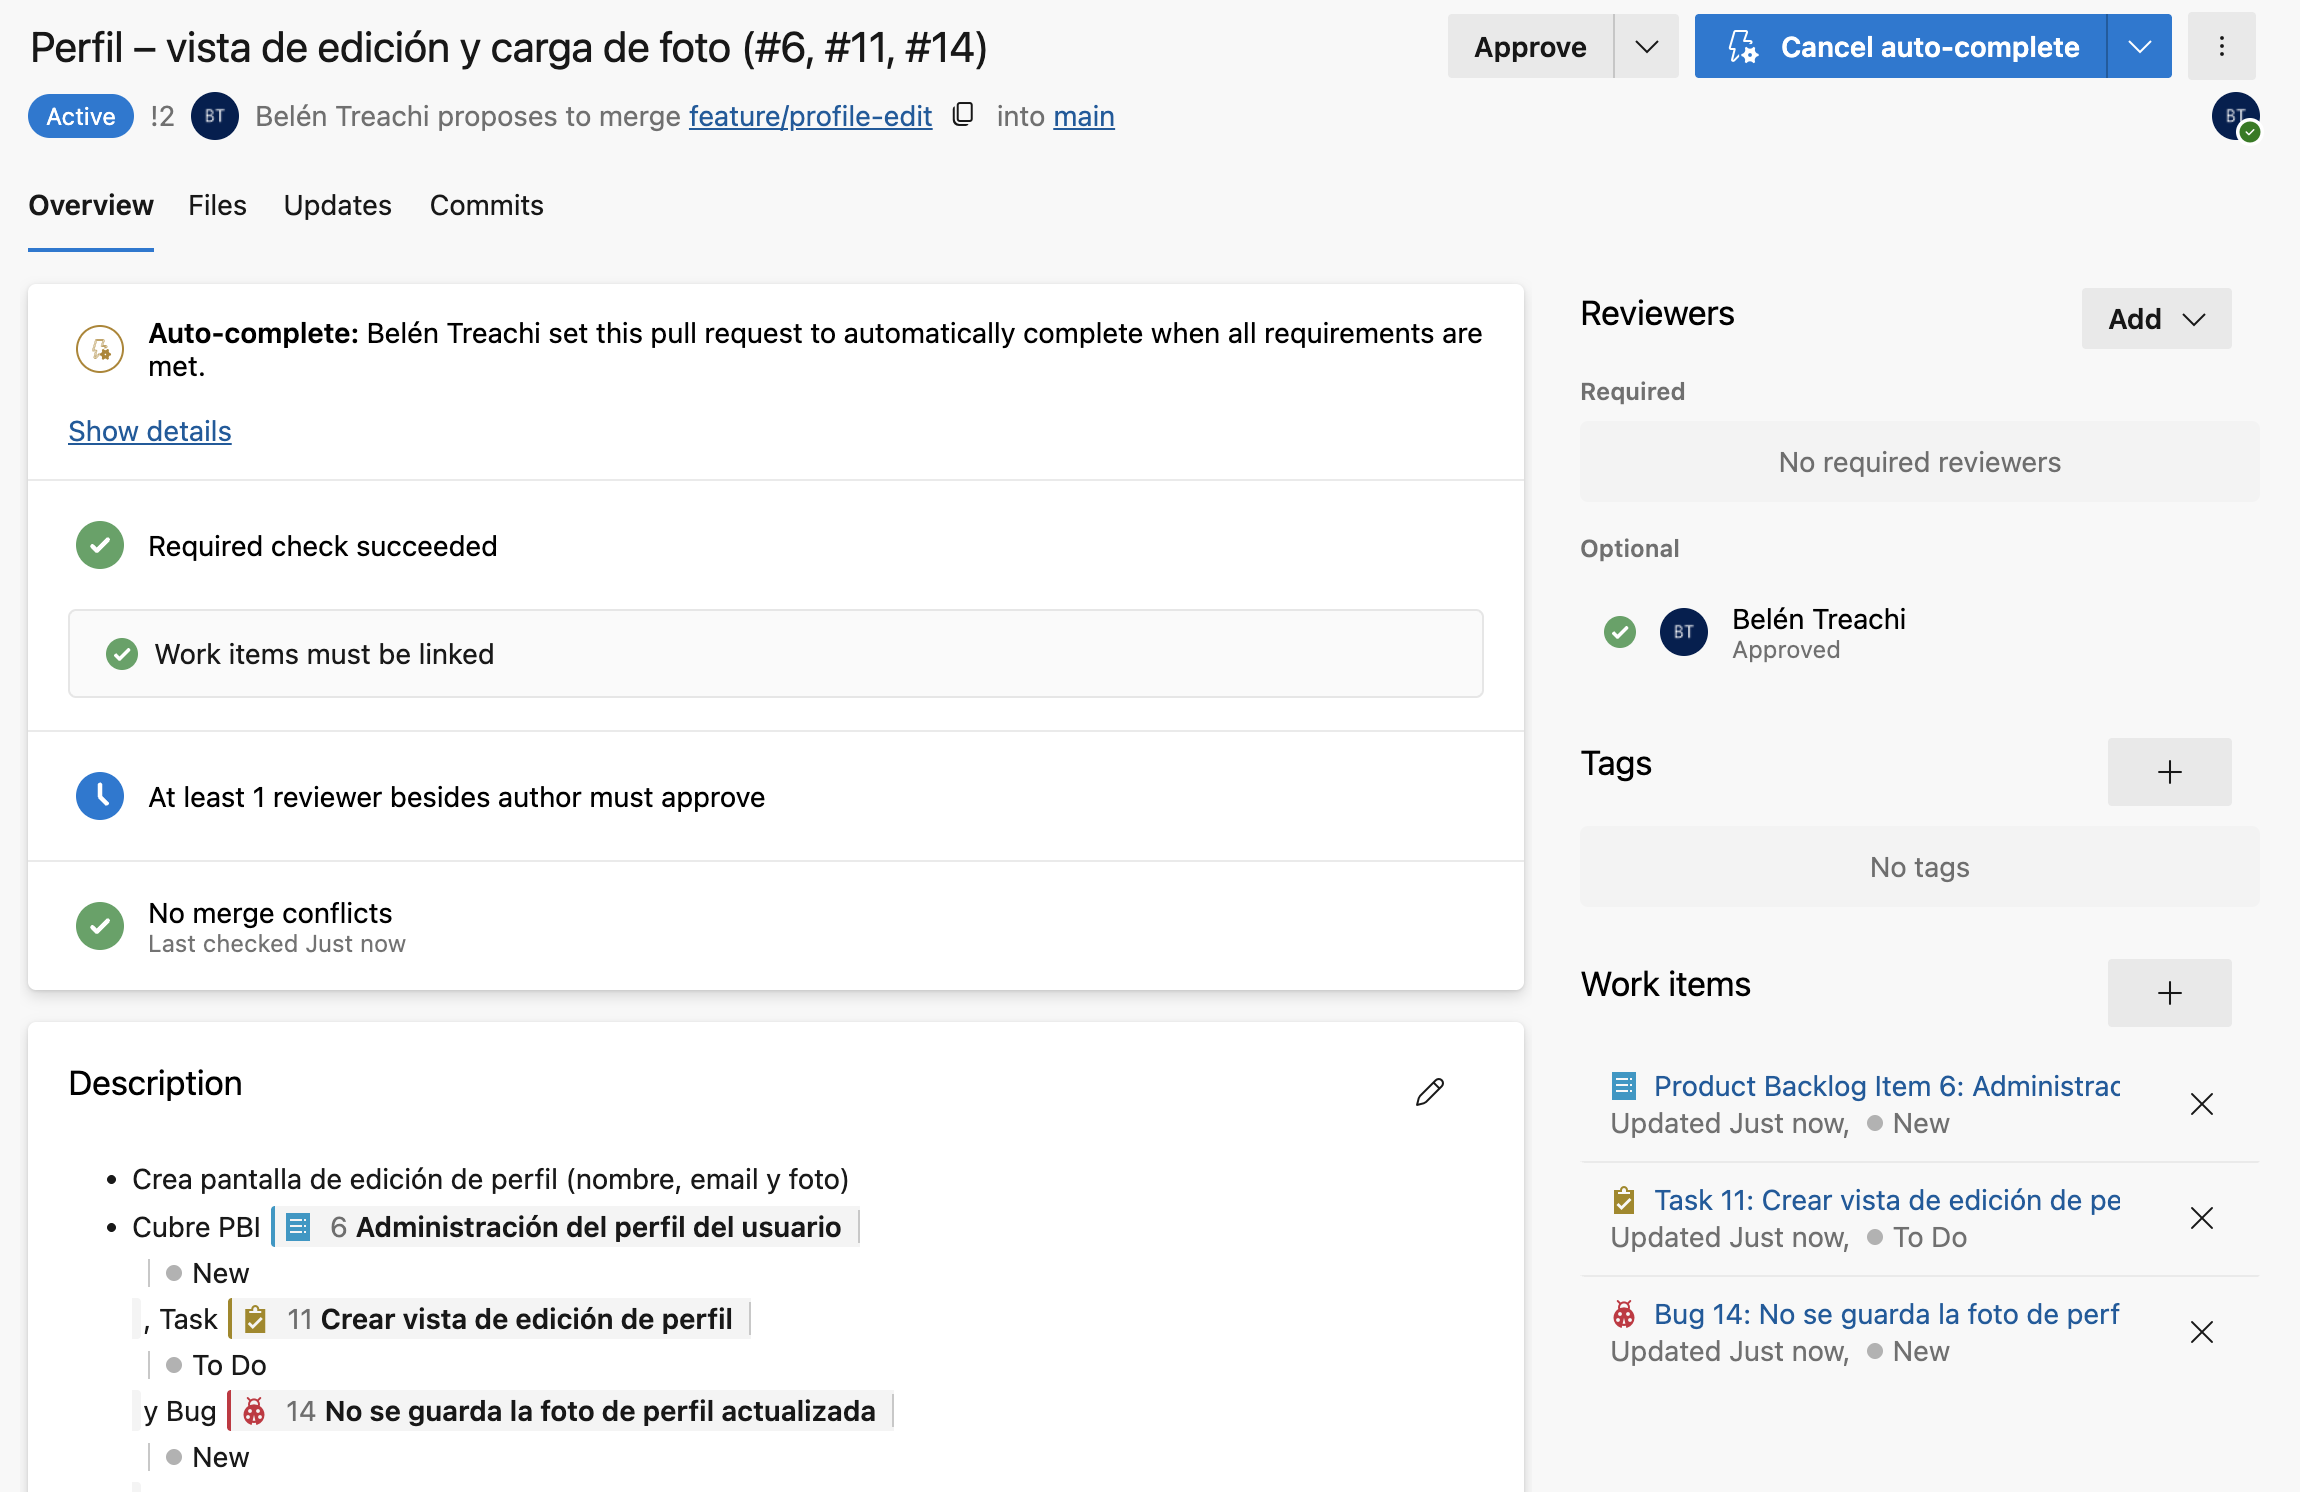 Perfil – vista de edición y carga de foto (#6, #11, #14)
Approve
Cancel auto-complete
Active !2 BT Belén Treachi proposes to merge feature/profile-edit into main
BT
Overview Files Updates Commits
Auto-complete: Belén Treachi set this pull request to automatically complete when all requirements are
met.
Show details
Required check succeeded
Work items must be linked
At least 1 reviewer besides author must approve
No merge conflicts
Last checked Just now
Description
• Crea pantalla de edición de perfil (nombre, email y foto)
• Cubre PBI 6 Administración del perfil del usuario
New
, Task 11 Crear vista de edición de perfil
To Do
y Bug 14 No se guarda la foto de perfil actualizada
New
Reviewers
Add
Required
No required reviewers
Optional
BT Belén Treachi
Approved
Tags
No tags
Work items
Product Backlog Item 6: Administrac
Updated Just now, New
Task 11: Crear vista de edición de pe
Updated Just now, To Do
Bug 14: No se guarda la foto de perf
Updated Just now, New